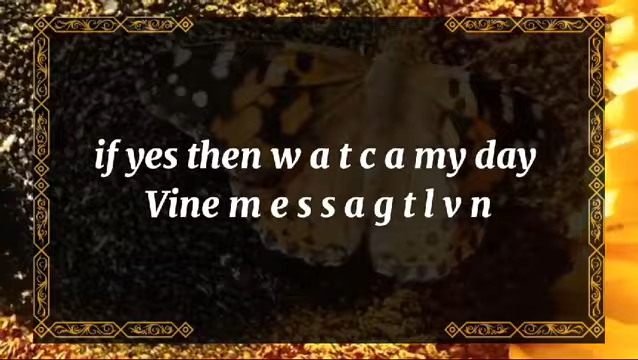 if yes then w a t c a my day
Vine m e s s a g t l v n